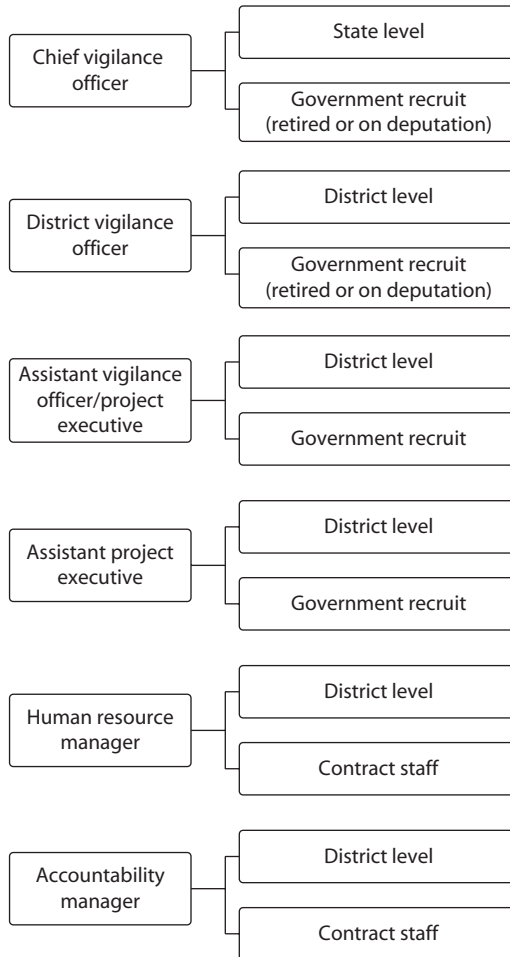 State level
Chief vigilance
officer
Government recruit
(retired or on deputation)
District level
District vigilance
officer
Government recruit
(retired or on deputation)
District level
Assistant vigilance
officer/project
executive
Government recruit
District level
Assistant project
executive
Government recruit
District level
Human resource
manager
Contract staff
District level
Accountability
manager
Contract staff